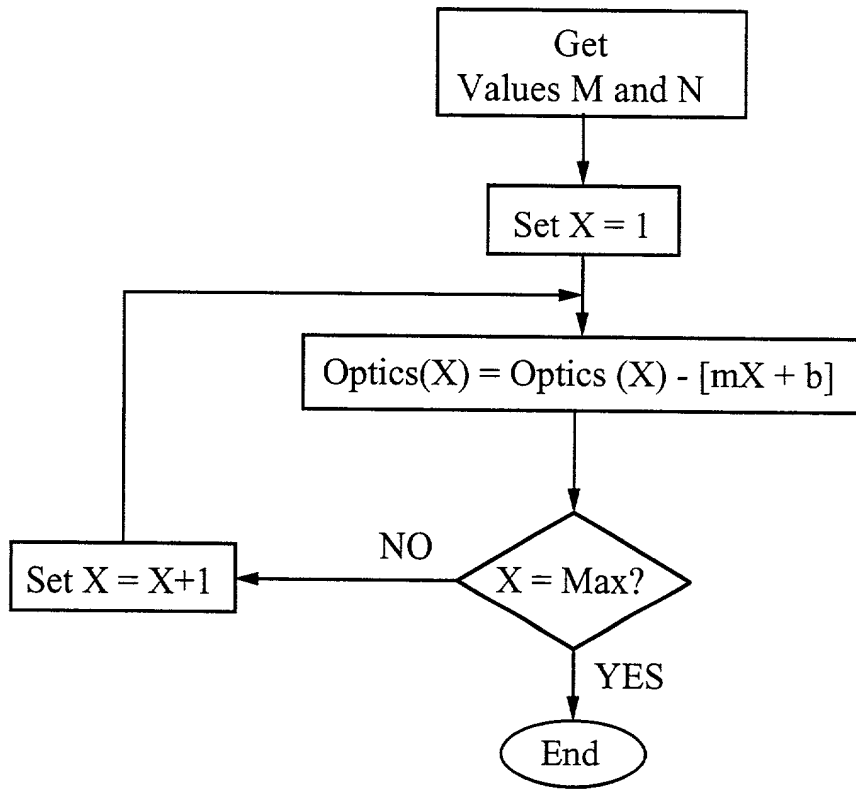 Get
Values M and N
Set X = 1
Optics(X) = Optics (X) - [mX + b]
NO
Set X = X+1
X = Max?
YES
End